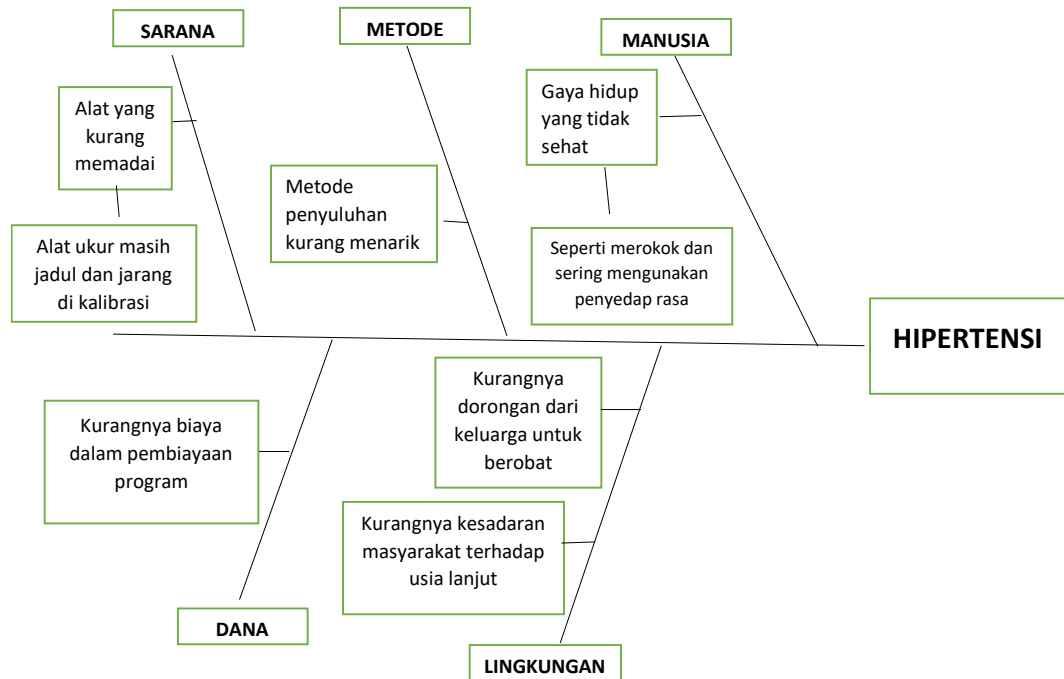 SARANA
METODE
MANUSIA
Alat yang
kurang
memadai
Gaya hidup
yang tidak
sehat
Metode
penyuluhan
kurang menarik
Alat ukur masih
jadul dan jarang
di kalibrasi
Seperti merokok dan
sering mengunakan
penyedap rasa
HIPERTENSI
Kurangnya biaya
dalam pembiayaan
program
Kurangnya
dorongan dari
keluarga untuk
berobat
Kurangnya kesadaran
masyarakat terhadap
usia lanjut
DANA
LINGKUNGAN